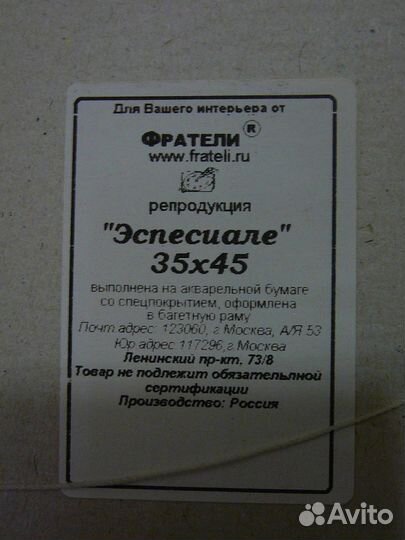 Для Вашего интерьера от
ФРАТЕЛИ ®
www.frateli.ru
репродукция
"Эспесиале"
35х45
выполнена на акварельной бумаге
со спецпокрытием, оформлена
в багетную раму
Почт.адрес: 123060, г.Москва, А/Я 53
Юр.адрес:117296,г.Москва
Ленинский пр-кт. 73/8
Товар не подлежит обязательной
сертификации
Производство: Россия
Avito